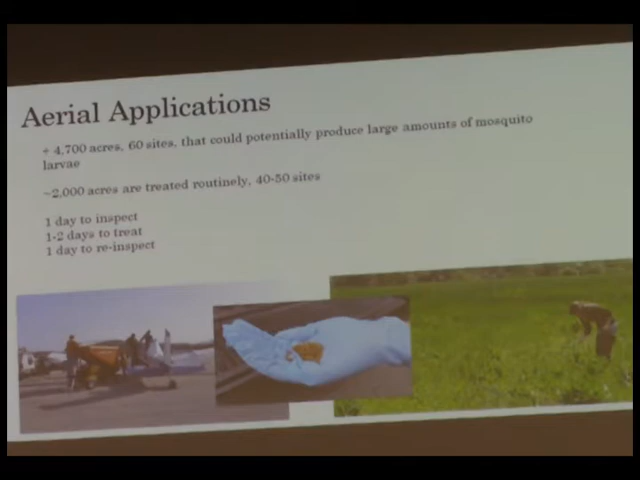 Aerial Applications
+ 4,700 acres, 60 sites, that could potentially produce large amounts of mosquito
larvae
~2,000 acres are treated routinely, 40-50 sites
1 day to inspect
1-2 days to treat
1 day to re-inspect